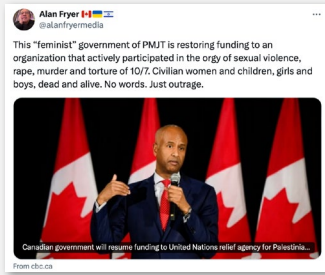 Alan Fryer 🇨🇦🇺🇦🇮🇱
@alanfryermedia
...
This “feminist” government of PMJT is restoring funding to an
organization that actively participated in the orgy of sexual violence,
rape, murder and torture of 10/7. Civilian women and children, girls and
boys, dead and alive. No words. Just outrage.
Canadian government will resume funding to United Nations relief agency for Palestinia...
From cbc.ca